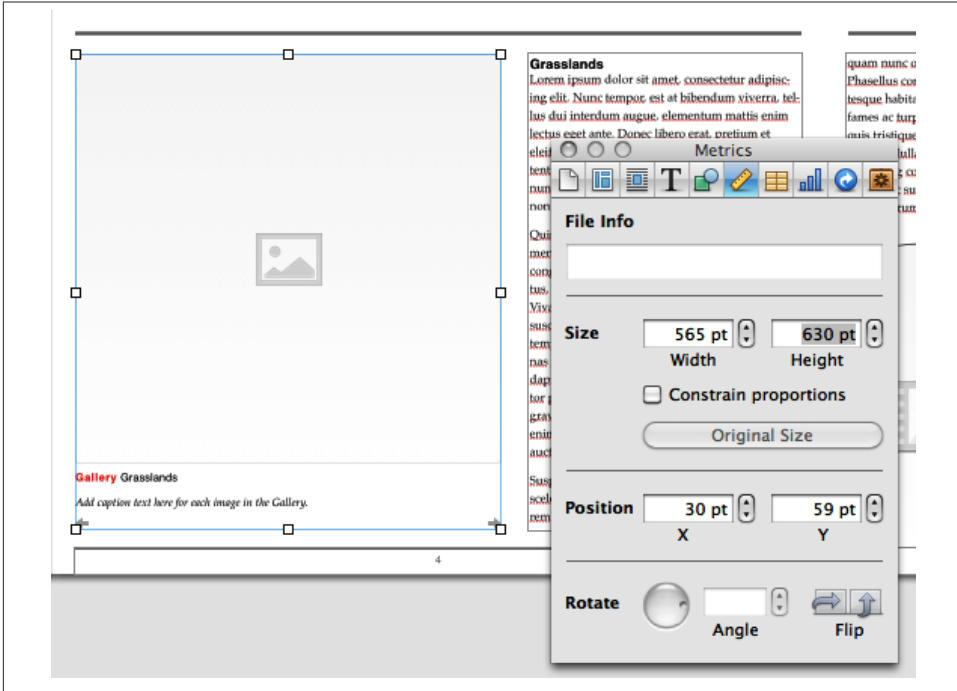 Grasslands
Lorem ipsum dolor sit amet, consectetur adipisc-
ing elit. Nunc tempor, est at bibendum viverra, tel-
lus dui interdum augue, elementum mattis enim
lectus eget ante. Donec libero erat, pretium et
Gallery Grasslands
Add caption text here for each image in the Gallery.
4
quam nunc
Phasellus
tesque
fames ac
quis tristique
Metrics
T
File Info
Size
565 pt
630 pt
Width
Height
Constrain proportions
Original Size
Position
30 pt
59 pt
X
Y
Rotate
Angle
Flip